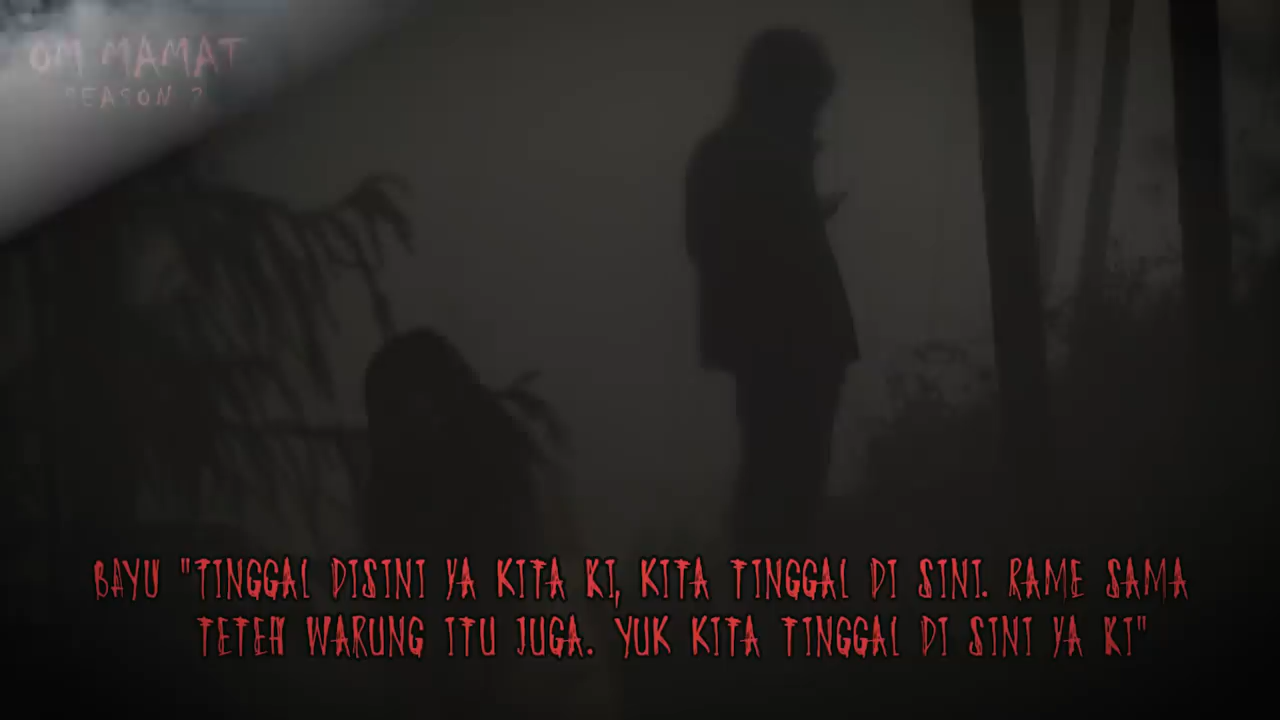 OM MAMAT
SEASON 2
BAYU "TINGGAL DISINI YA KITA KI, KITA TINGGAL DI SINI. RAME SAMA
TETEH WARUNG ITU JUGA. YUK KITA TINGGAL DI SINI YA KI"